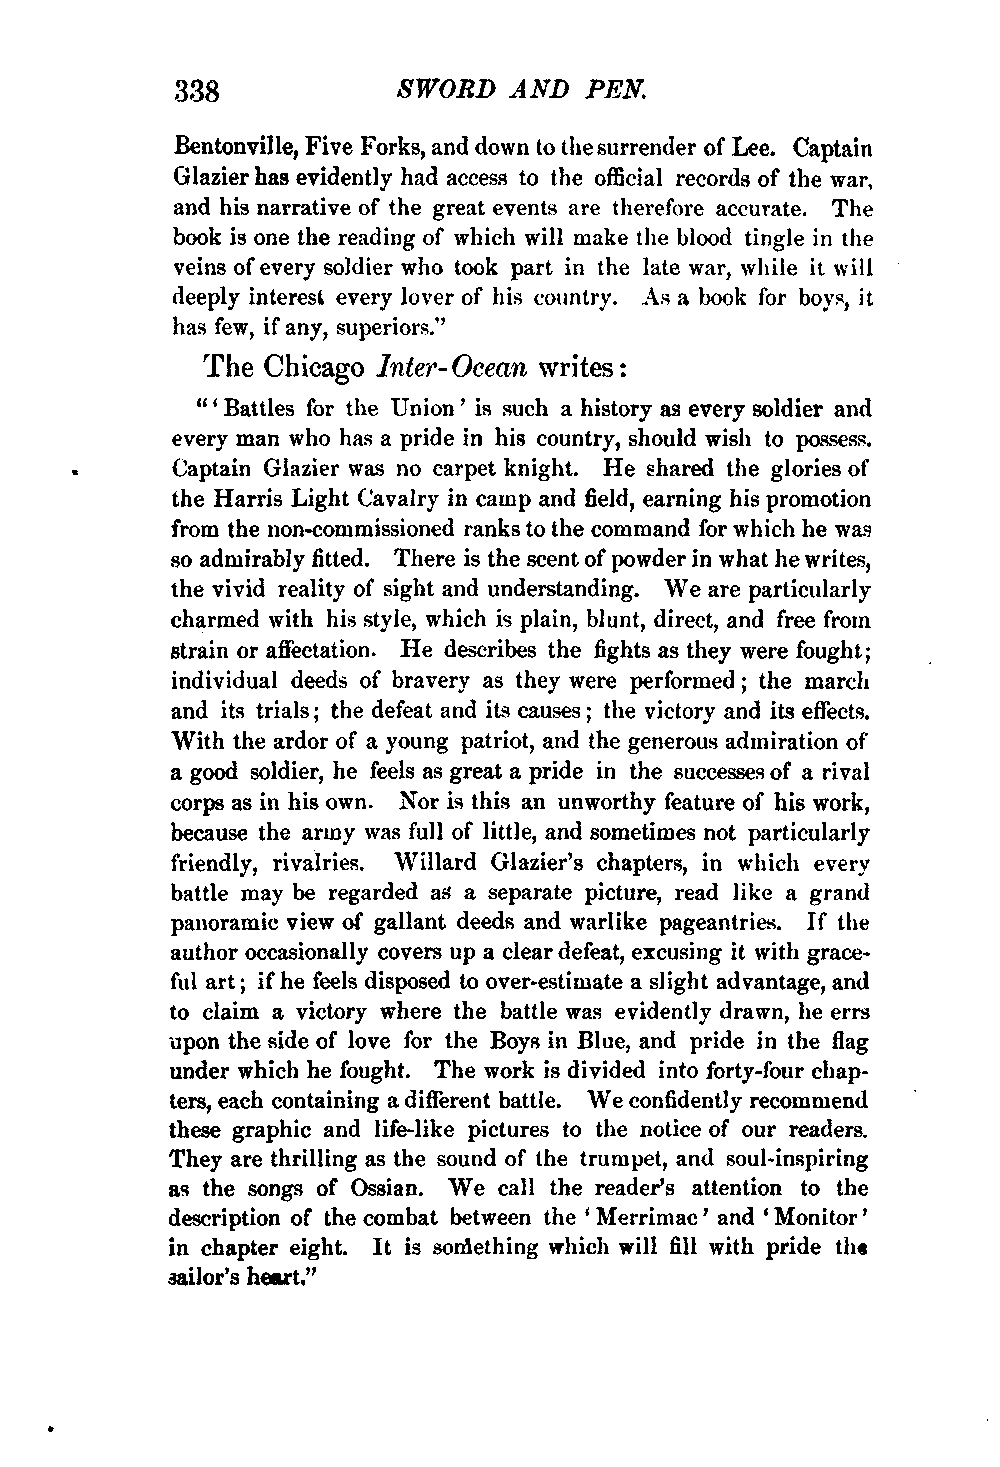 338 SWORD AND PEN.
Bentonville, Five Forks, and down to the surrender of Lee. Captain
Glazier has evidently had access to the official records of the war,
and his narrative of the great events are therefore accurate. The
book is one the reading of which will make the blood tingle in the
veins of every soldier who took part in the late war, while it will
deeply interest every lover of his country. As a book for boys, it
has few, if any, superiors."
The Chicago Inter-Ocean writes:
"'Battles for the Union' is such a history as every soldier and
every man who has a pride in his country, should wish to possess.
Captain Glazier was no carpet knight. He shared the glories of
the Harris Light Cavalry in camp and field, earning his promotion
from the non-commissioned ranks to the command for which he was
so admirably fitted. There is the scent of powder in what he writes,
the vivid reality of sight and understanding. We are particularly
charmed with his style, which is plain, blunt, direct, and free from
strain or affectation. He describes the fights as they were fought;
individual deeds of bravery as they were performed; the march
and its trials; the defeat and its causes; the victory and its effects.
With the ardor of a young patriot, and the generous admiration of
a good soldier, he feels as great a pride in the successes of a rival
corps as in his own. Nor is this an unworthy feature of his work,
because the army was full of little, and sometimes not particularly
friendly, rivalries. Willard Glazier's chapters, in which every
battle may be regarded as a separate picture, read like a grand
panoramic view of gallant deeds and warlike pageantries. If the
author occasionally covers up a clear defeat, excusing it with grace-
ful art; if he feels disposed to over-estimate a slight advantage, and
to claim a victory where the battle was evidently drawn, he errs
upon the side of love for the Boys in Blue, and pride in the flag
under which he fought. The work is divided into forty-four chap-
ters, each containing a different battle. We confidently recommend
these graphic and life-like pictures to the notice of our readers.
They are thrilling as the sound of the trumpet, and soul-inspiring
as the songs of Ossian. We call the reader's attention to the
description of the combat between the 'Merrimac' and 'Monitor'
in chapter eight. It is something which will fill with pride the
sailor's heart."